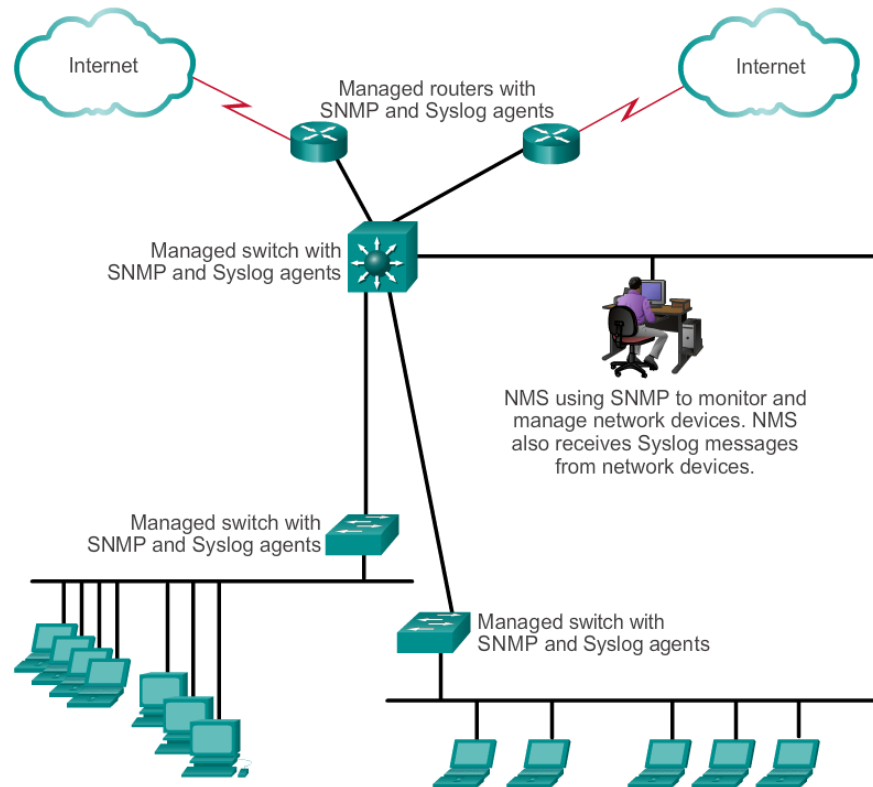 Internet
Managed routers with
SNMP and Syslog agents
Internet
Managed switch with
SNMP and Syslog agents
NMS using SNMP to monitor and
manage network devices. NMS
also receives Syslog messages
from network devices.
Managed switch with
SNMP and Syslog agents
Managed switch with
SNMP and Syslog agents